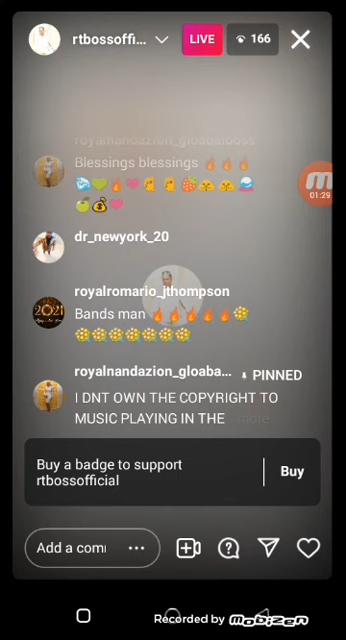 rtbossoffi...
LIVE
166
royalnandazion_gloabalboss
Blessings blessings
01:29
dr_newyork_20
royalromario_jthompson
Bands man
2021
royalnandazion_gloaba...
PINNED
I DNT OWN THE COPYRIGHT TO
MUSIC PLAYING IN THE more
Buy a badge to support
rtbossofficial
Buy
Add a com
Recorded by mobizen